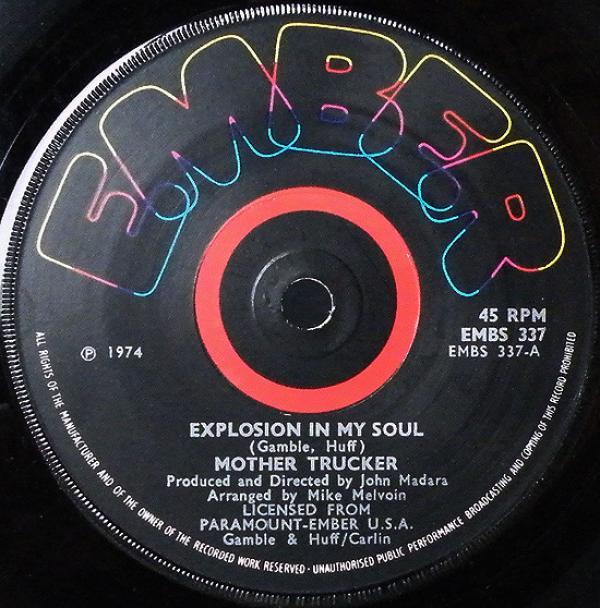 EMBER
45 RPM
EMBS 337
EMBS 337-A
℗ 1974
EXPLOSION IN MY SOUL
(Gamble, Huff)
MOTHER TRUCKER
Produced and Directed by John Madara
Arranged by Mike Melvoin
LICENSED FROM
PARAMOUNT-EMBER U.S.A.
Gamble & Huff/Carlin
ALL RIGHTS OF THE MANUFACTURER AND OF THE OWNER OF THE RECORDED WORK RESERVED · UNAUTHORISED PUBLIC PERFORMANCE BROADCASTING AND COPYING OF THIS RECORD PROHIBITED